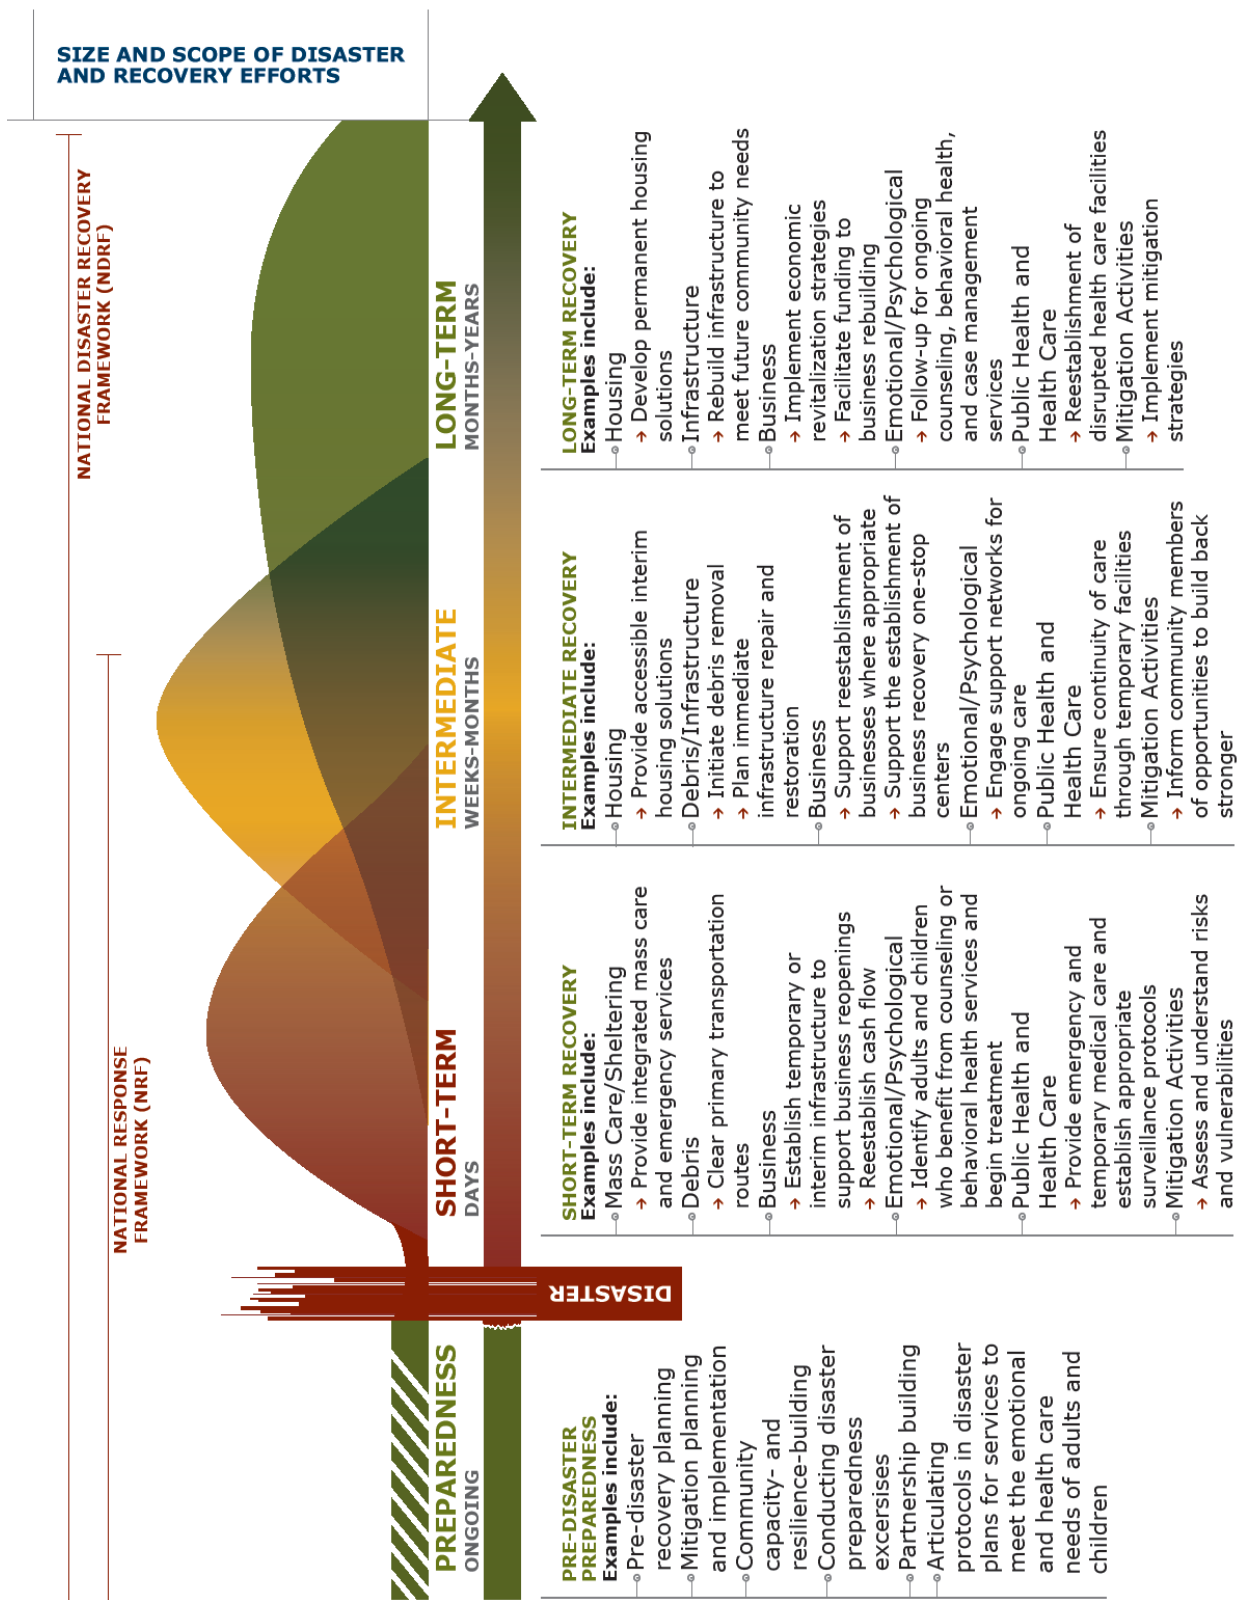 SIZE AND SCOPE OF DISASTER
AND RECOVERY EFFORTS
NATIONAL DISASTER RECOVERY
FRAMEWORK (NDRF)
NATIONAL RESPONSE
FRAMEWORK (NRF)
PREPAREDNESS
ONGOING
SHORT-TERM
DAYS
INTERMEDIATE
WEEKS-MONTHS
LONG-TERM
MONTHS-YEARS
DISASTER
PRE-DISASTER
PREPAREDNESS
Examples include:
Pre-disaster
recovery planning
Mitigation planning
and implementation
Community
capacity- and
resilience-building
Conducting disaster
preparedness
excersises
Partnership building
Articulating
protocols in disaster
plans for services to
meet the emotional
and health care
needs of adults and
children
SHORT-TERM RECOVERY
Examples include:
Mass Care/Sheltering
→ Provide integrated mass care
and emergency services
Debris
→ Clear primary transportation
routes
Business
→ Establish temporary or
interim infrastructure to
support business reopenings
→ Reestablish cash flow
Emotional/Psychological
→ Identify adults and children
who benefit from counseling or
behavioral health services and
begin treatment
Public Health and
Health Care
→ Provide emergency and
temporary medical care and
establish appropriate
surveillance protocols
Mitigation Activities
→ Assess and understand risks
and vulnerabilities
INTERMEDIATE RECOVERY
Examples include:
Housing
→ Provide accessible interim
housing solutions
Debris/Infrastructure
→ Initiate debris removal
→ Plan immediate
infrastructure repair and
restoration
Business
→ Support reestablishment of
businesses where appropriate
→ Support the establishment of
business recovery one-stop
centers
Emotional/Psychological
→ Engage support networks for
ongoing care
Public Health and
Health Care
→ Ensure continuity of care
through temporary facilities
Mitigation Activities
→ Inform community members
of opportunities to build back
stronger
LONG-TERM RECOVERY
Examples include:
Housing
→ Develop permanent housing
solutions
Infrastructure
→ Rebuild infrastructure to
meet future community needs
Business
→ Implement economic
revitalization strategies
→ Facilitate funding to
business rebuilding
Emotional/Psychological
→ Follow-up for ongoing
counseling, behavioral health,
and case management
services
Public Health and
Health Care
→ Reestablishment of
disrupted health care facilities
Mitigation Activities
→ Implement mitigation
strategies